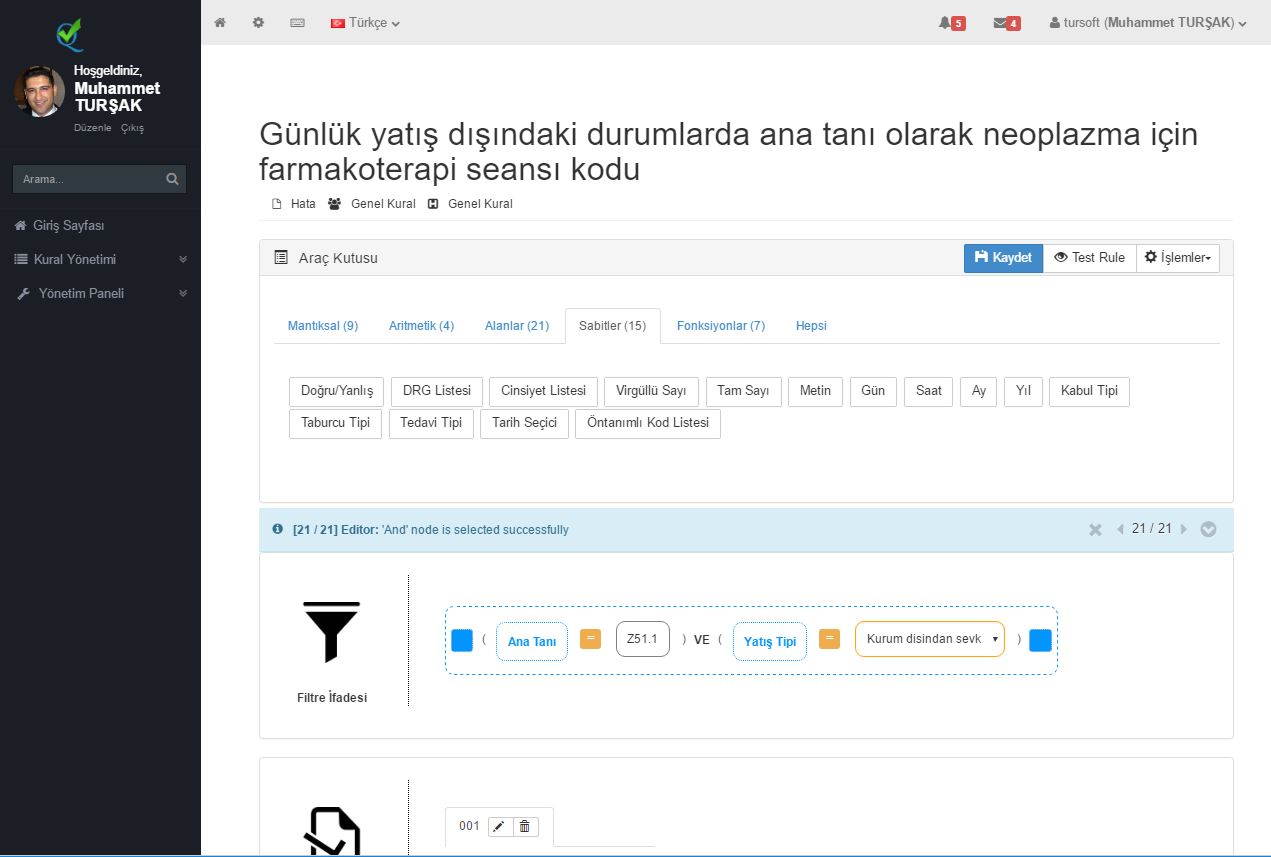 Türkçe
5
4
tursoft (Muhammet TURŞAK)
Hoşgeldiniz,
Muhammet
TURŞAK
Düzenle Çıkış
Arama...
Giriş Sayfası
Kural Yönetimi
Yönetim Paneli
Günlük yatış dışındaki durumlarda ana tanı olarak neoplazma için
farmakoterapi seansı kodu
Hata Genel Kural Genel Kural
Araç Kutusu
Kaydet Test Rule İşlemler
Mantıksal (9) Aritmetik (4) Alanlar (21) Sabitler (15) Fonksiyonlar (7) Hepsi
Doğru/Yanlış DRG Listesi Cinsiyet Listesi Virgüllü Sayı Tam Sayı Metin Gün Saat Ay Yıl Kabul Tipi
Taburcu Tipi Tedavi Tipi Tarih Seçici Öntanımlı Kod Listesi
[21 / 21] Editor: 'And' node is selected successfully
21 / 21
( Ana Tanı = Z51.1 ) VE ( Yatış Tipi = Kurum disindan sevk )
Filtre İfadesi
001